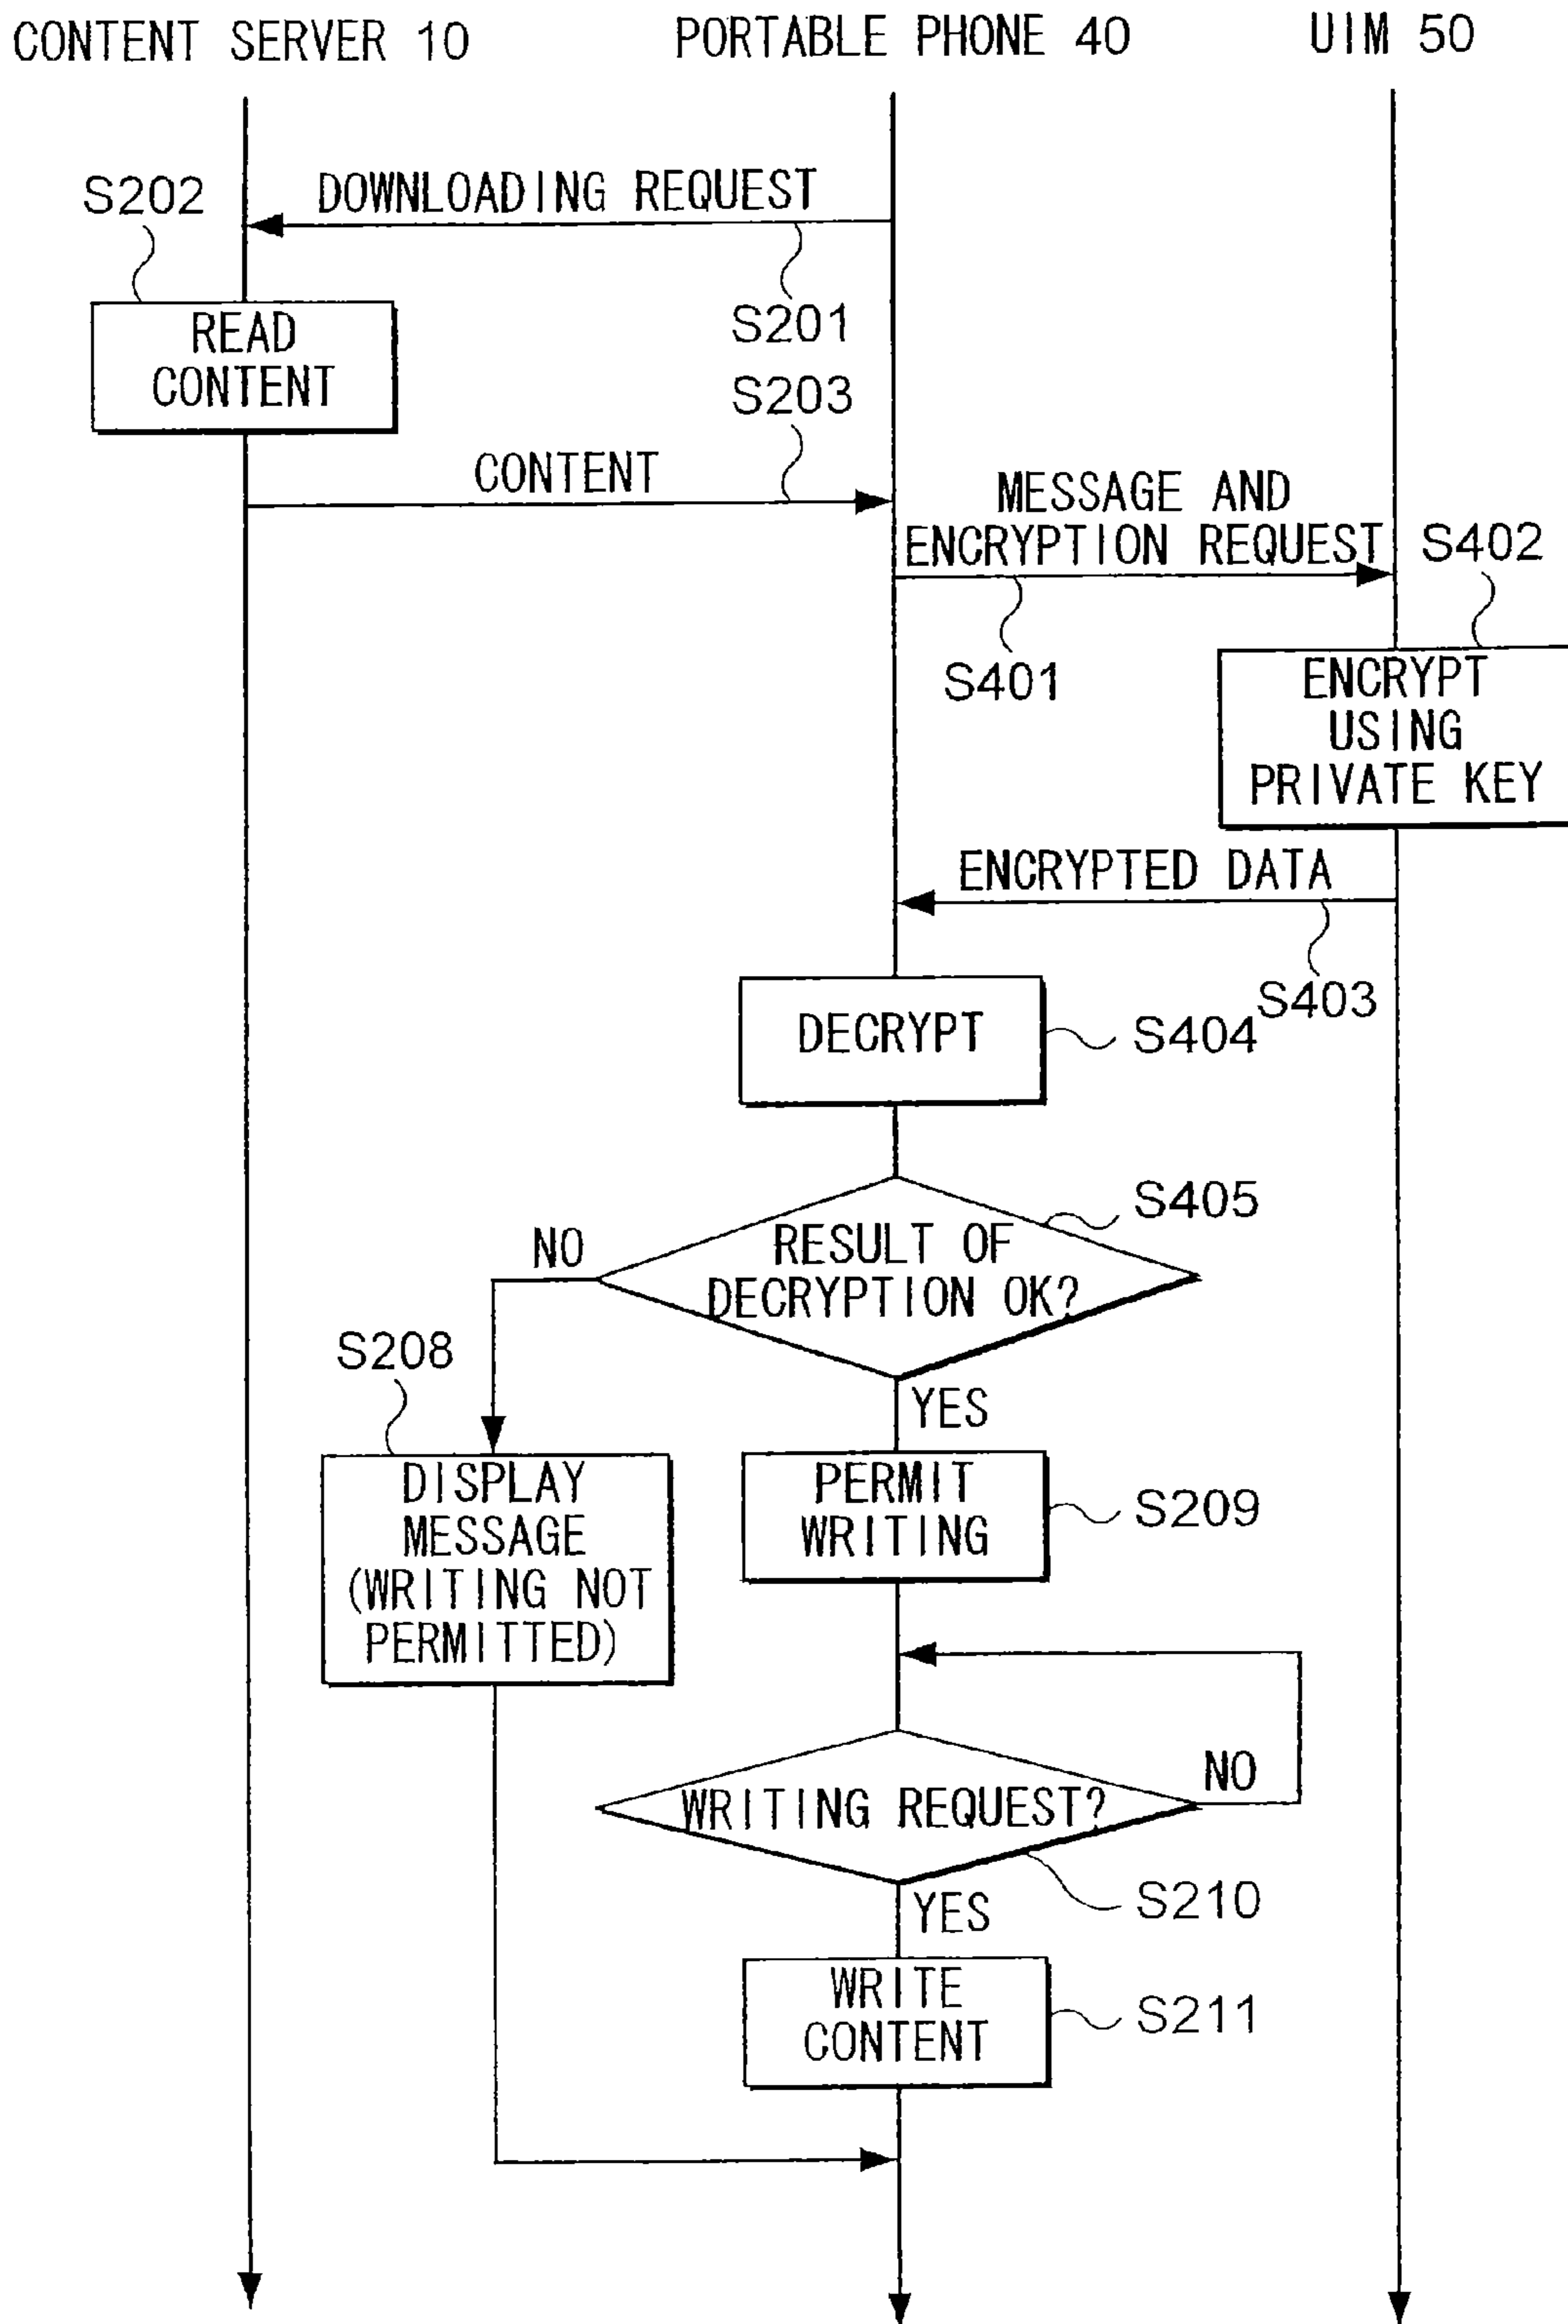 CONTENT SERVER 10
PORTABLE PHONE 40
UIM 50
S202
DOWNLOADING REQUEST
S201
READ
CONTENT
S203
CONTENT
MESSAGE AND
ENCRYPTION REQUEST
S402
S401
ENCRYPT
USING
PRIVATE KEY
ENCRYPTED DATA
S403
DECRYPT
S404
S405
NO
RESULT OF
DECRYPTION OK?
S208
YES
DISPLAY
MESSAGE
(WRITING NOT
PERMITTED)
PERMIT
WRITING
S209
NO
WRITING REQUEST?
S210
YES
WRITE
CONTENT
S211